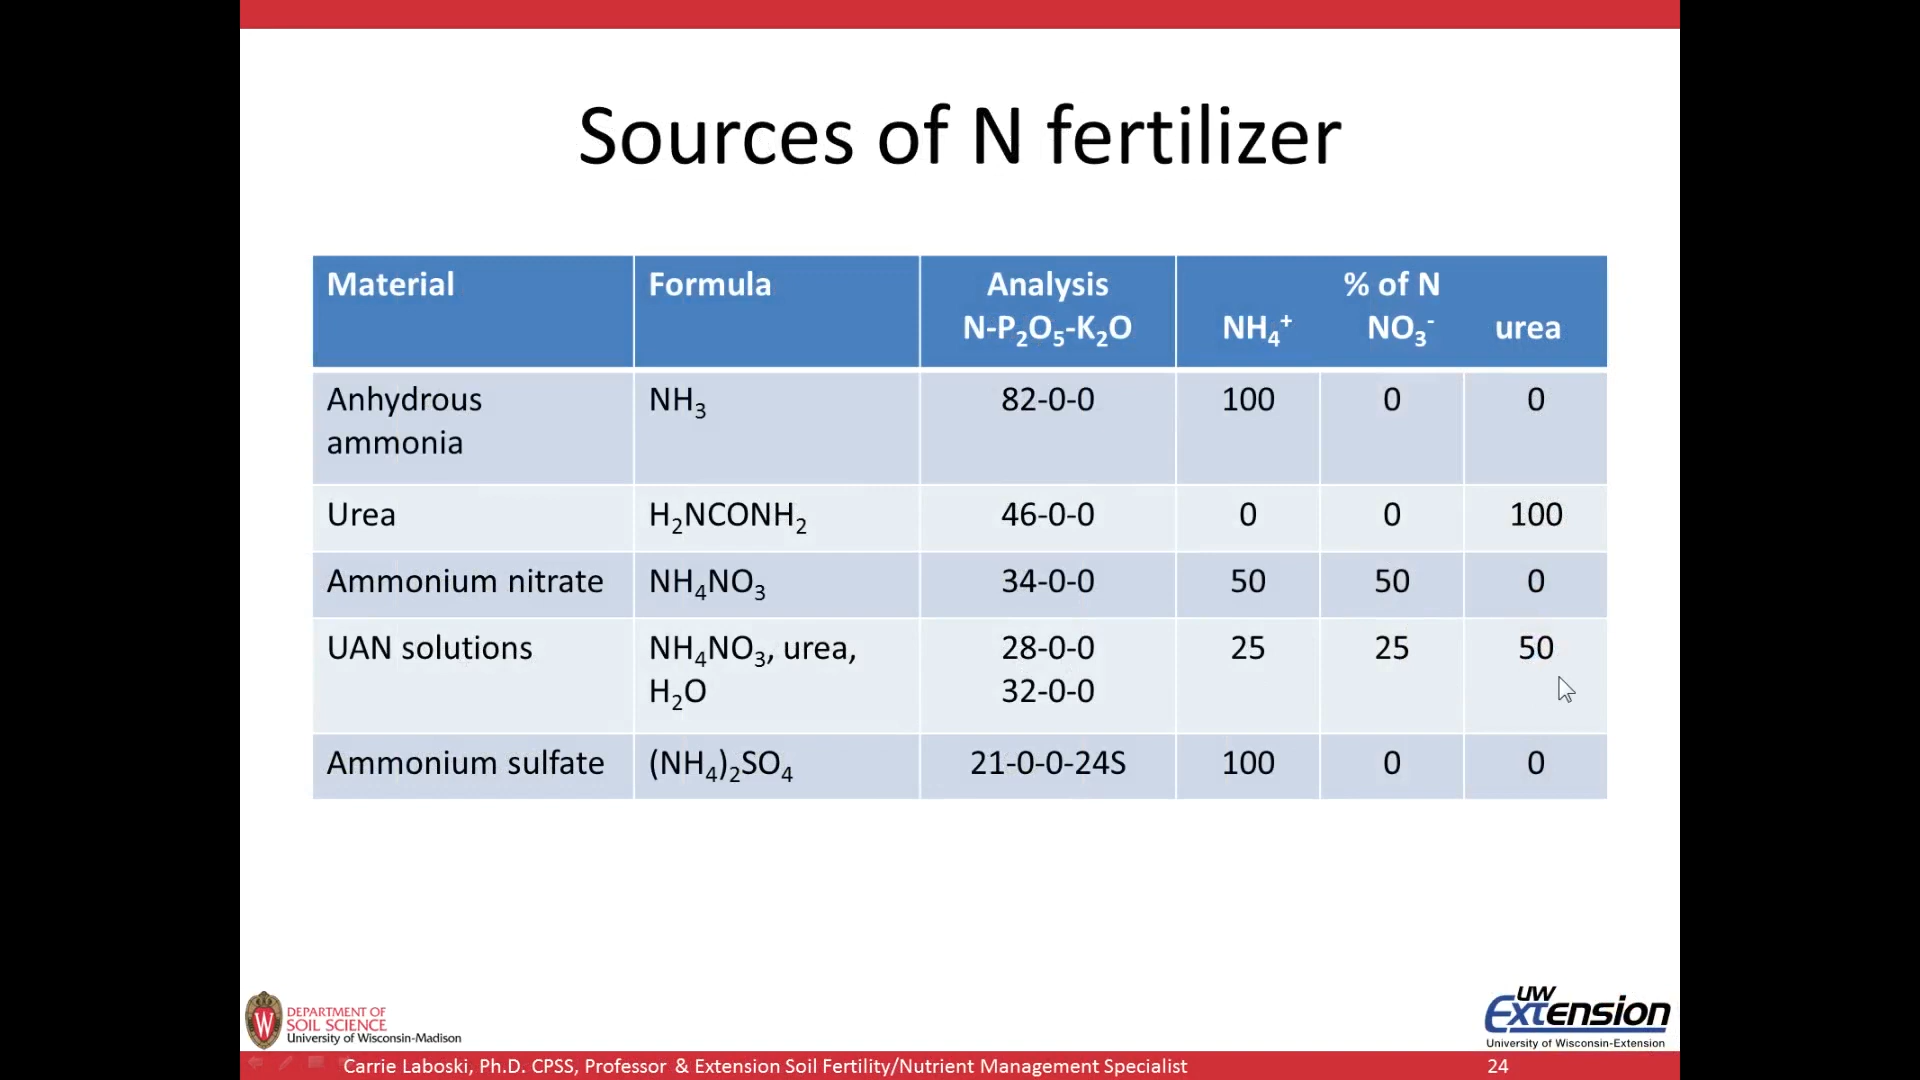 Sources of N fertilizer
Material Formula Analysis % of N
N-P₂O₅-K₂O NH₄⁺ NO₃⁻ urea
Anhydrous NH₃ 82-0-0 100 0 0
ammonia
Urea H₂NCONH₂ 46-0-0 0 0 100
Ammonium nitrate NH₄NO₃ 34-0-0 50 50 0
UAN solutions NH₄NO₃, urea, 28-0-0 25 25 50
H₂O 32-0-0
Ammonium sulfate (NH₄)₂SO₄ 21-0-0-24S 100 0 0
W
DEPARTMENT OF
SOIL SCIENCE
University of Wisconsin-Madison
UW
Extension
University of Wisconsin-Extension
Carrie Laboski, Ph.D. CPSS, Professor & Extension Soil Fertility/Nutrient Management Specialist 24